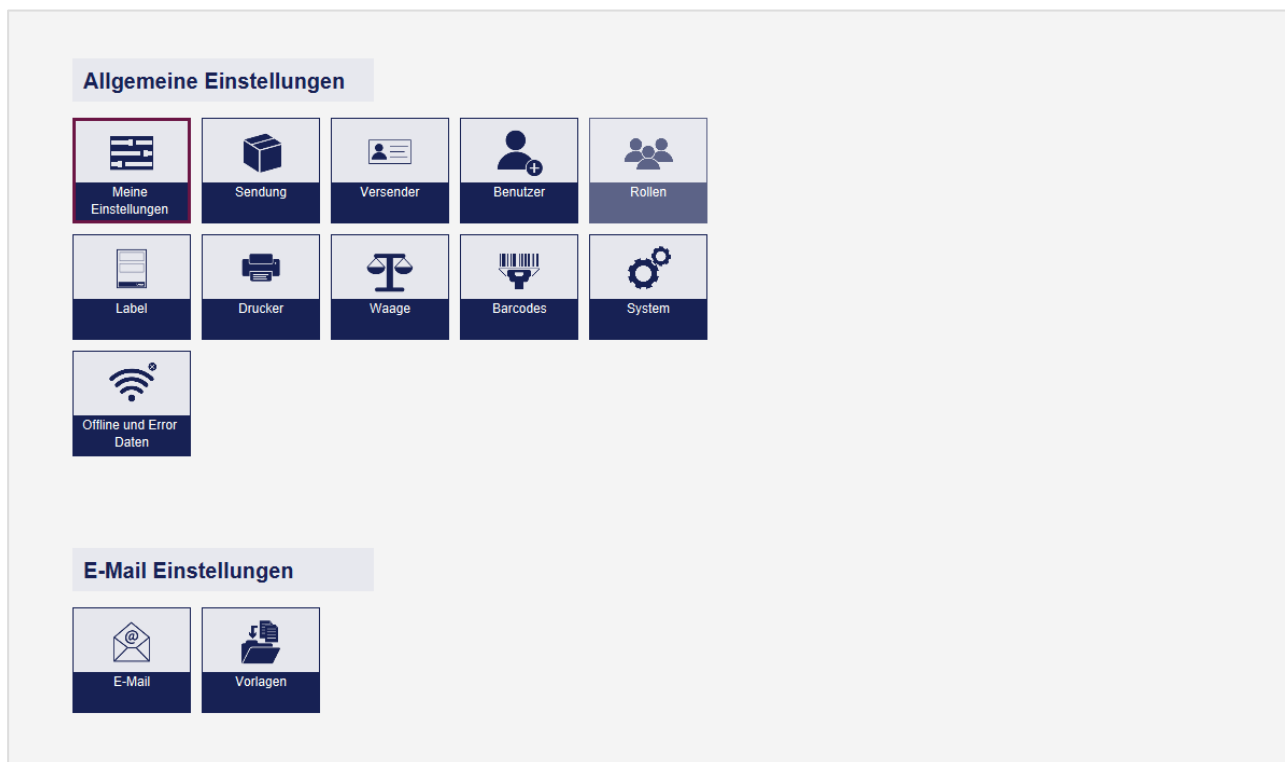 Allgemeine Einstellungen
Meine
Einstellungen
Sendung
Versender
Benutzer
Rollen
Label
Drucker
Waage
Barcodes
System
Offline und Error
Daten
E-Mail Einstellungen
@
E-Mail
Vorlagen